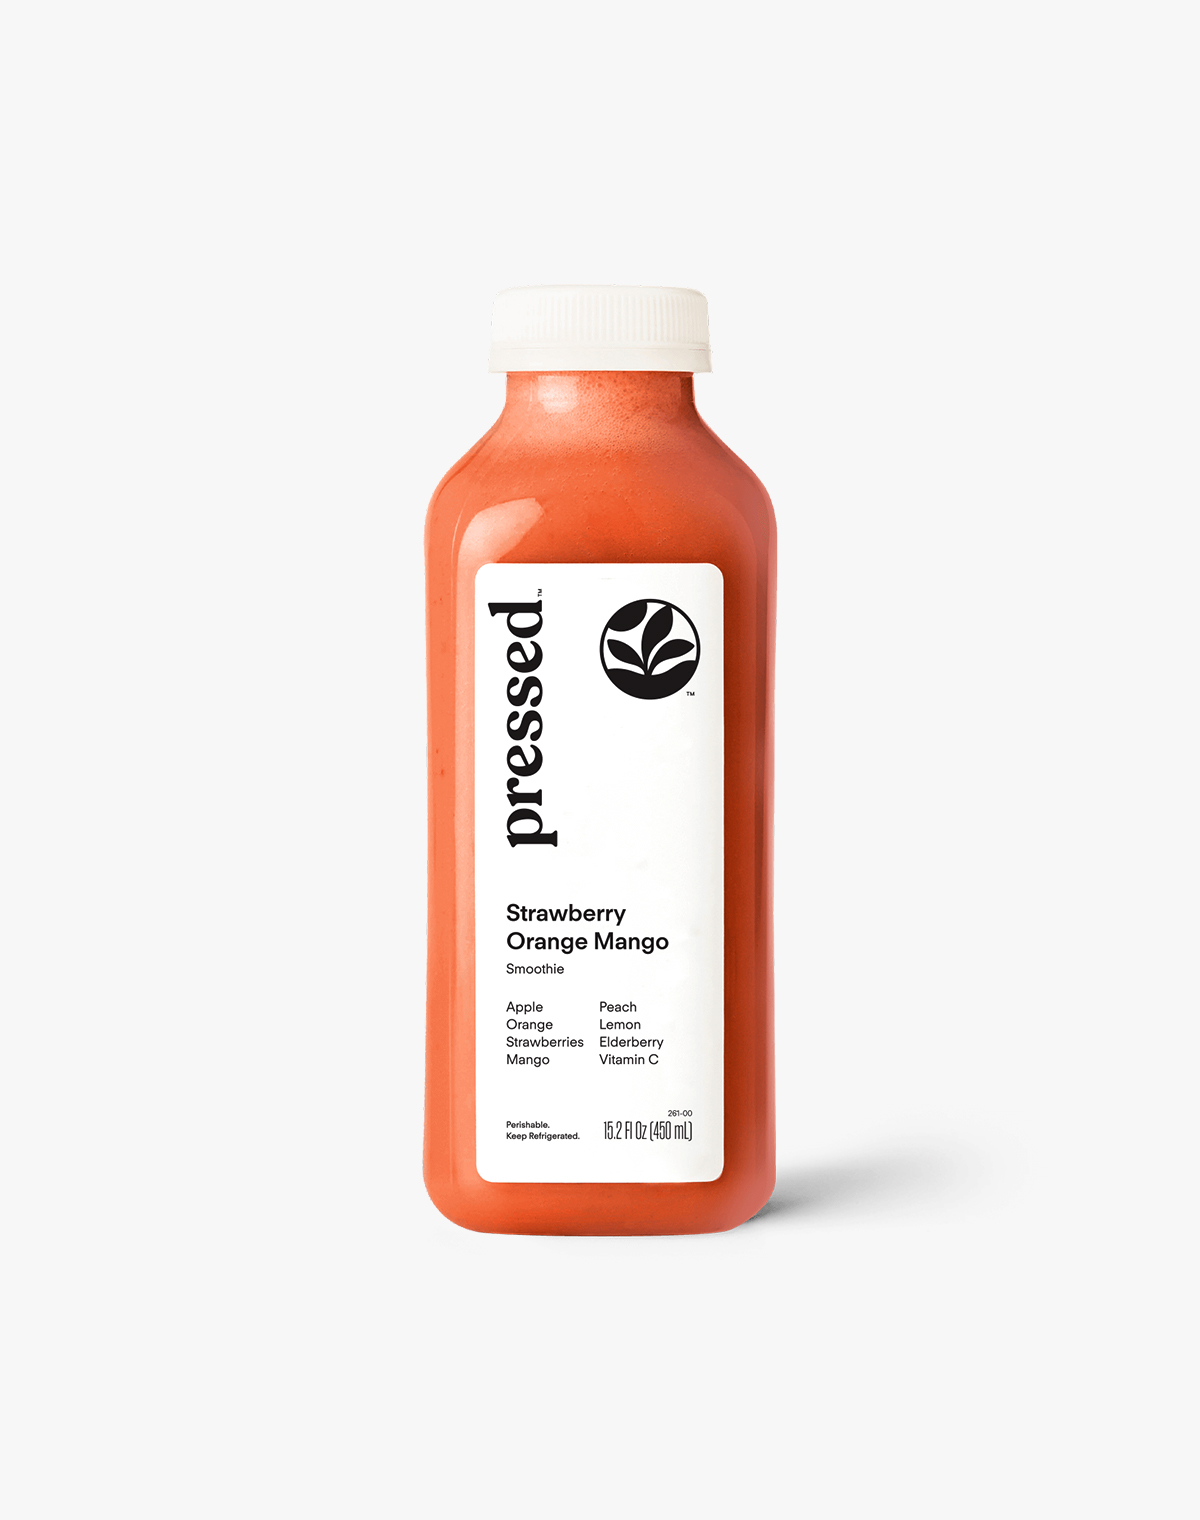 pressed™
™
Strawberry
Orange Mango
Smoothie
Apple
Orange
Strawberries
Mango
Peach
Lemon
Elderberry
Vitamin C
261-00
Perishable.
Keep Refrigerated.
15.2 Fl Oz (450 mL)